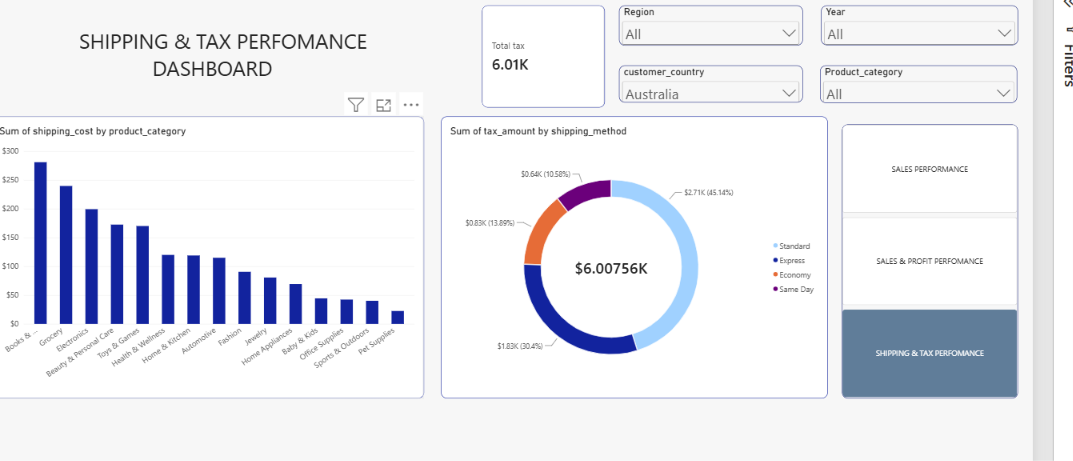 SHIPPING & TAX PERFOMANCE
DASHBOARD
Total tax
6.01K
Region
All
Year
All
customer_country
Australia
Product_category
All
Filters
Sum of shipping_cost by product_category
$300
$250
$200
$150
$100
$50
$0
Books & ...
Grocery
Electronics
Beauty & Personal Care
Toys & Games
Health & Wellness
Home & Kitchen
Automotive
Fashion
Jewelry
Home Appliances
Baby & Kids
Office Supplies
Sports & Outdoors
Pet Supplies
Sum of tax_amount by shipping_method
$0.64K (10.58%)
$2.71K (45.14%)
$0.83K (13.89%)
$6.00756K
$1.83K (30.4%)
Standard
Express
Economy
Same Day
SALES PERFORMANCE
SALES & PROFIT PERFOMANCE
SHIPPING & TAX PERFOMANCE